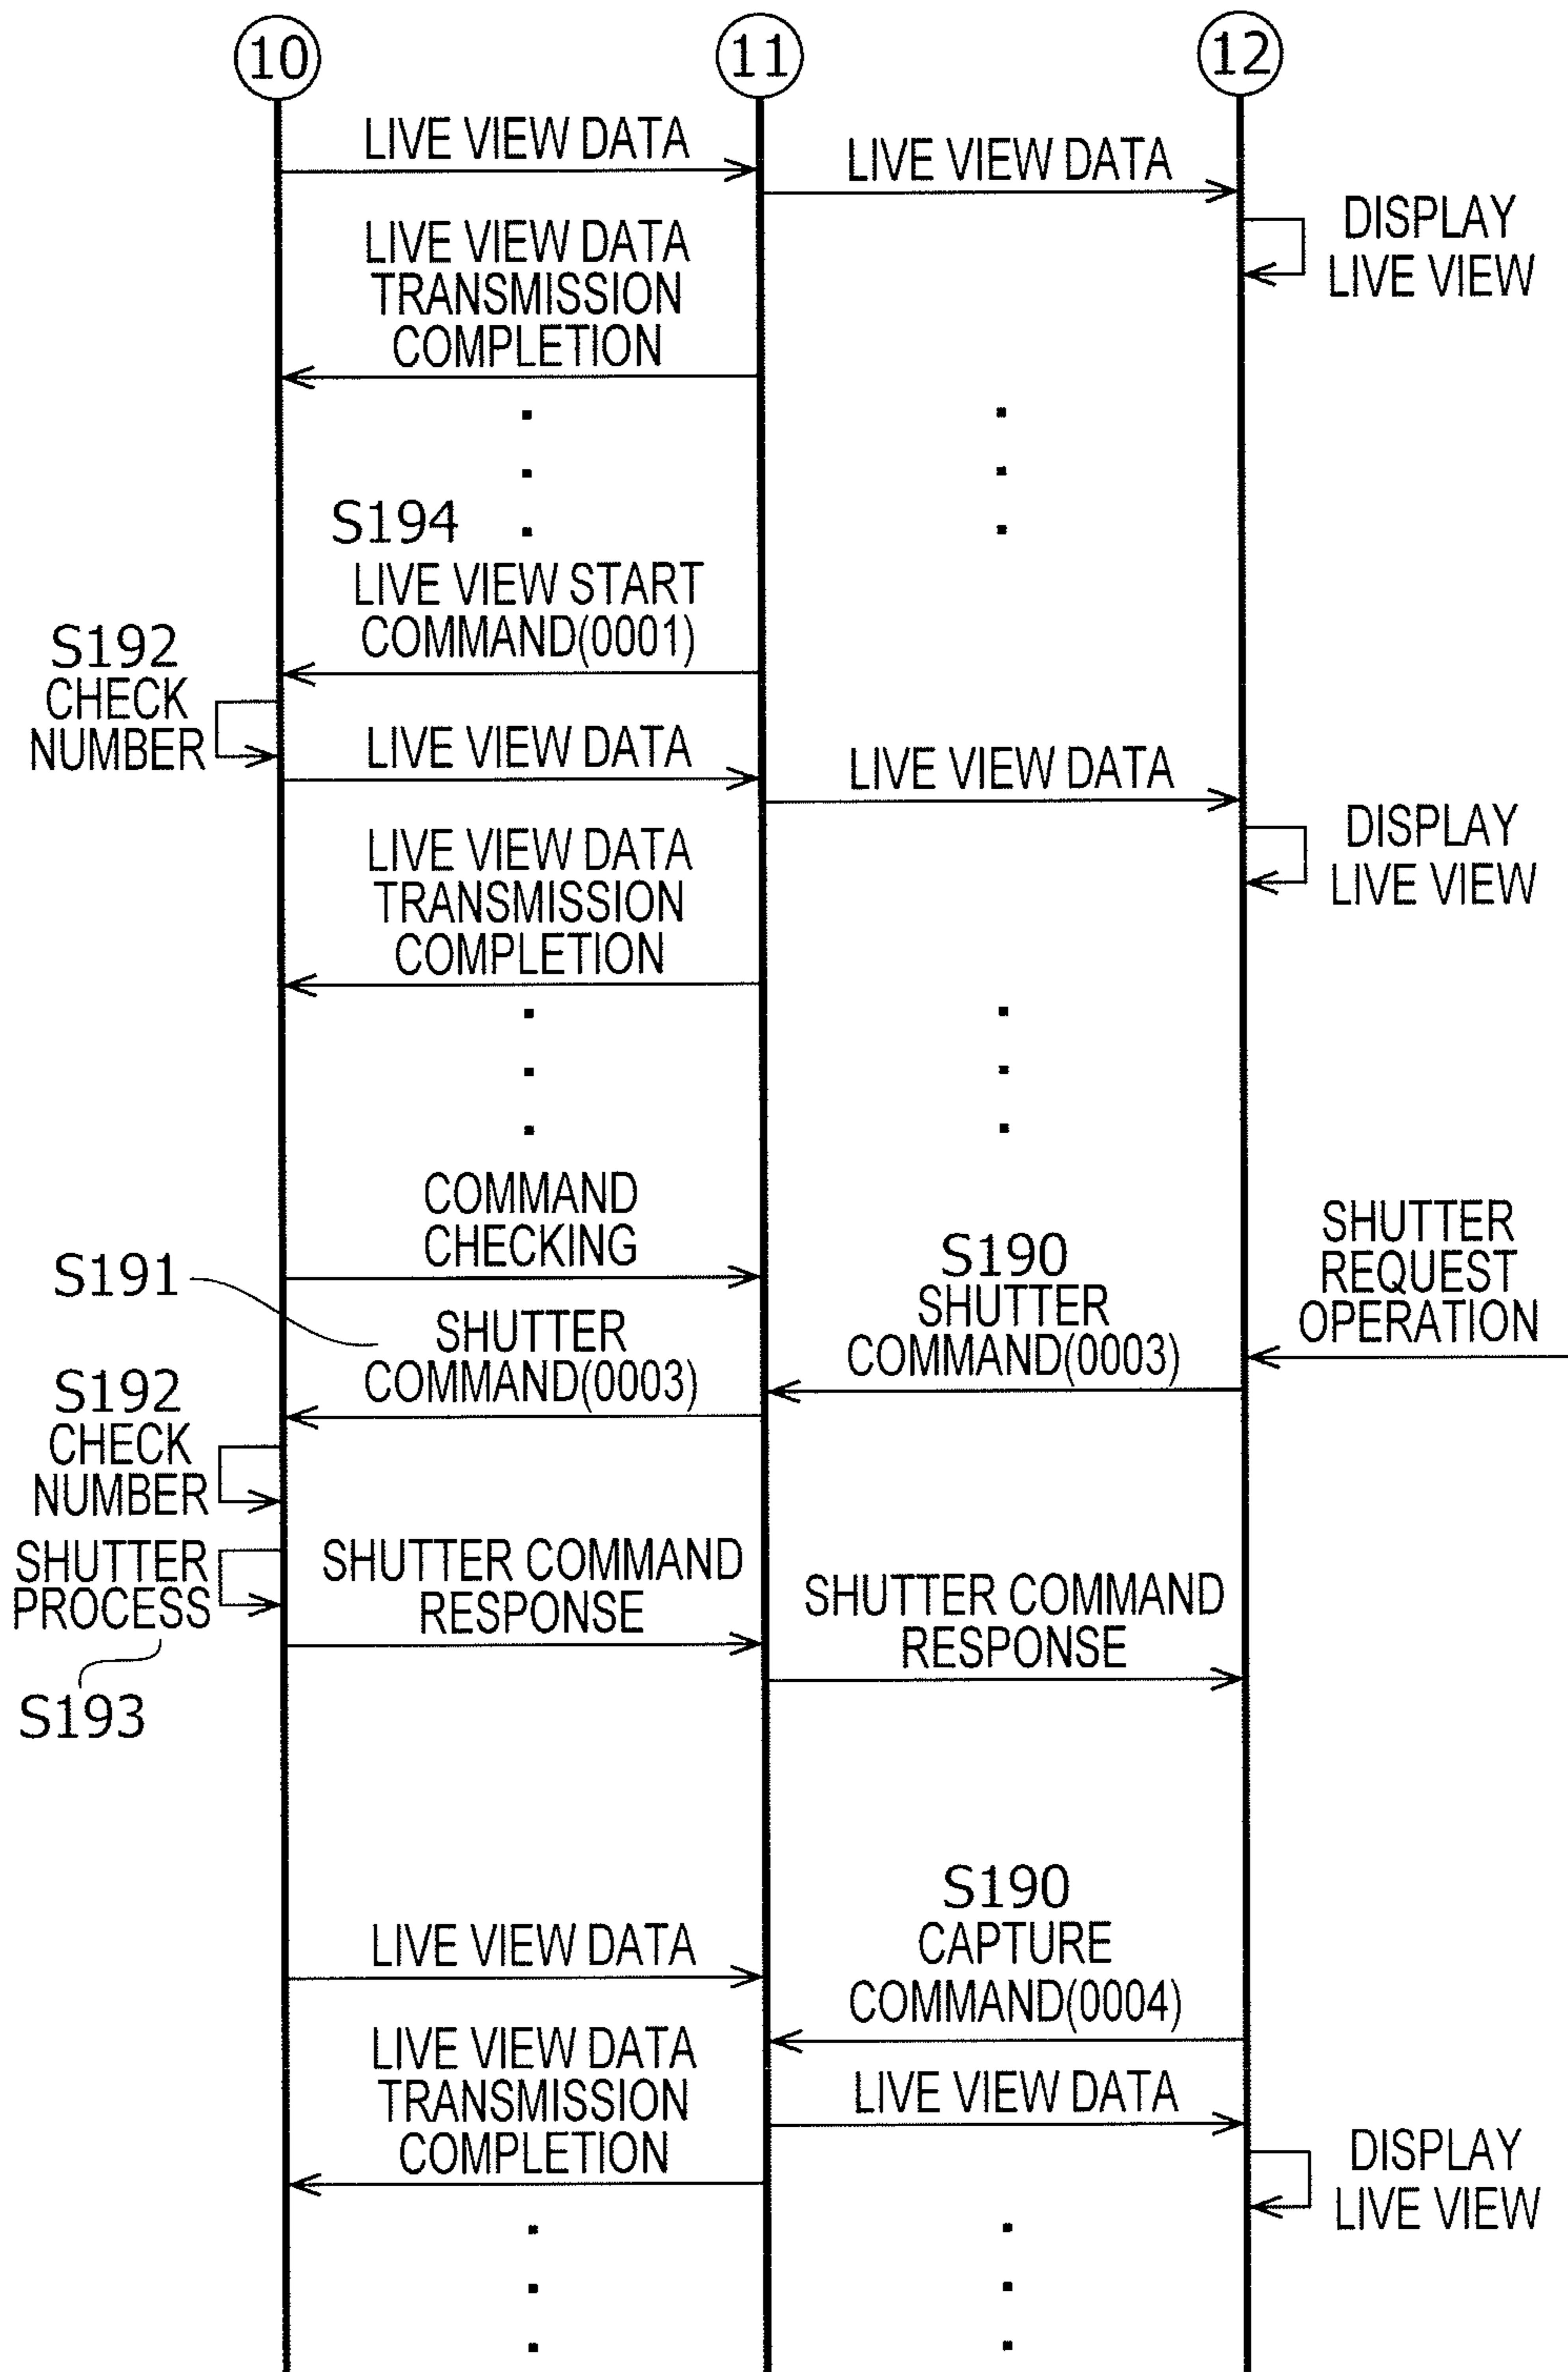 10
11
12
LIVE VIEW DATA
LIVE VIEW DATA
DISPLAY
LIVE VIEW
LIVE VIEW DATA
TRANSMISSION
COMPLETION
S194
LIVE VIEW START
COMMAND(0001)
S192
CHECK
NUMBER
LIVE VIEW DATA
LIVE VIEW DATA
DISPLAY
LIVE VIEW
LIVE VIEW DATA
TRANSMISSION
COMPLETION
COMMAND
CHECKING
SHUTTER
REQUEST
OPERATION
S190
SHUTTER
COMMAND(0003)
S191
SHUTTER
COMMAND(0003)
S192
CHECK
NUMBER
SHUTTER
PROCESS
S193
SHUTTER COMMAND
RESPONSE
SHUTTER COMMAND
RESPONSE
S190
CAPTURE
COMMAND(0004)
LIVE VIEW DATA
LIVE VIEW DATA
TRANSMISSION
COMPLETION
LIVE VIEW DATA
DISPLAY
LIVE VIEW